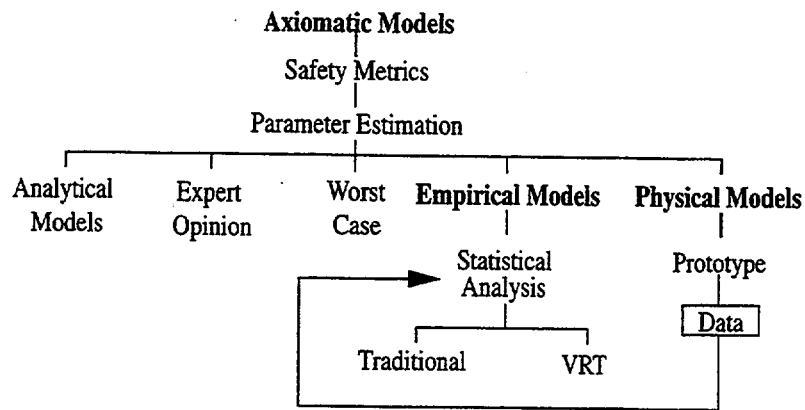 Axiomatic Models
Safety Metrics
Parameter Estimation
Analytical
Models
Expert
Opinion
Worst
Case
Empirical Models
Physical Models
Statistical
Analysis
Prototype
Data
Traditional
VRT